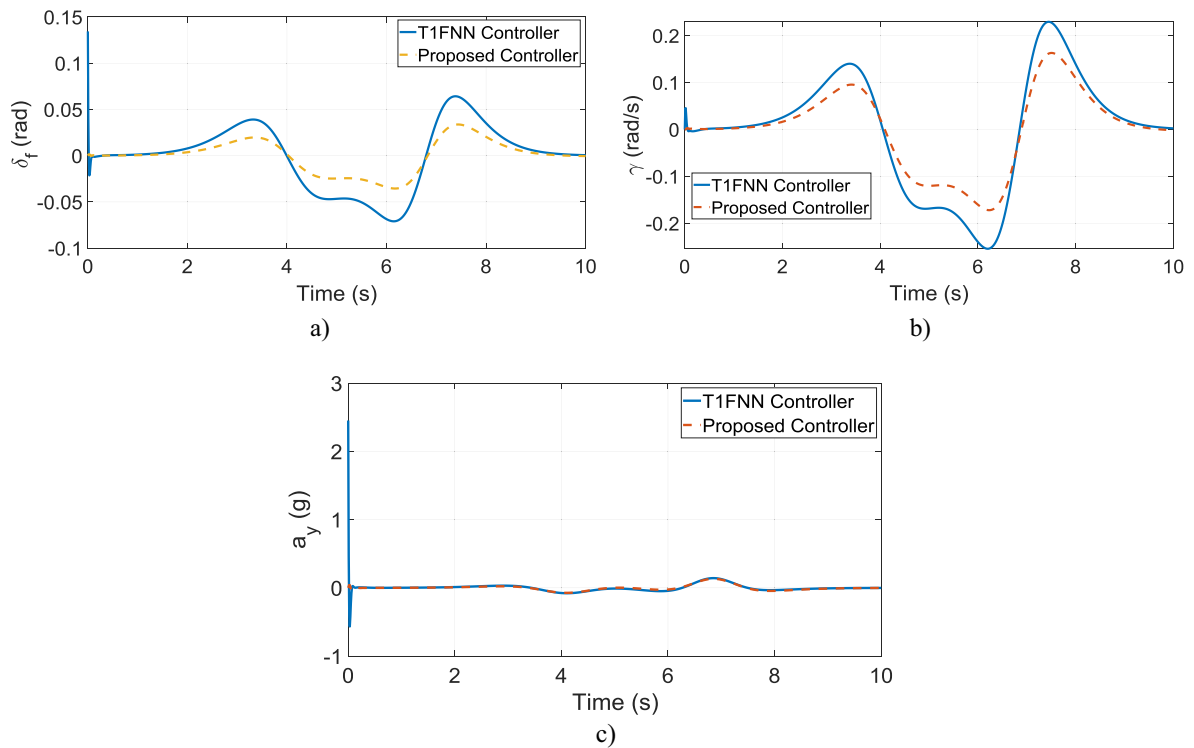 0.15
0.1
0.05
0
-0.05
-0.1
δf (rad)
T1FNN Controller
Proposed Controller
0 2 4 6 8 10
Time (s)
a)
0.2
0.1
0
-0.1
-0.2
γ (rad/s)
T1FNN Controller
Proposed Controller
0 2 4 6 8 10
Time (s)
b)
3
2
1
0
-1
ay (g)
T1FNN Controller
Proposed Controller
0 2 4 6 8 10
Time (s)
c)